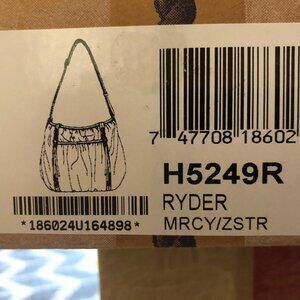 7 47708 18602
H5249R
RYDER
MRCY/ZSTR
*186024U164898*